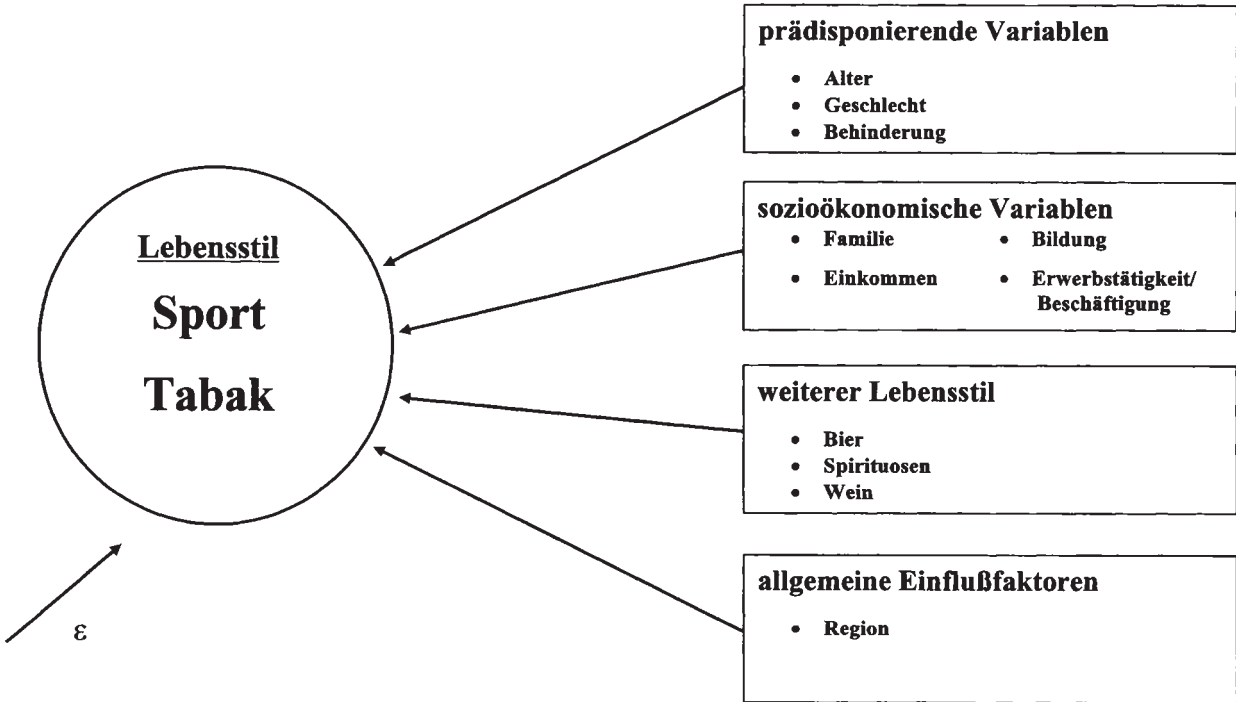 Lebensstil
Sport
Tabak
ε
prädisponierende Variablen
• Alter
• Geschlecht
• Behinderung
sozioökonomische Variablen
• Familie
• Bildung
• Einkommen
• Erwerbstätigkeit/
Beschäftigung
weiterer Lebensstil
• Bier
• Spirituosen
• Wein
allgemeine Einflußfaktoren
• Region